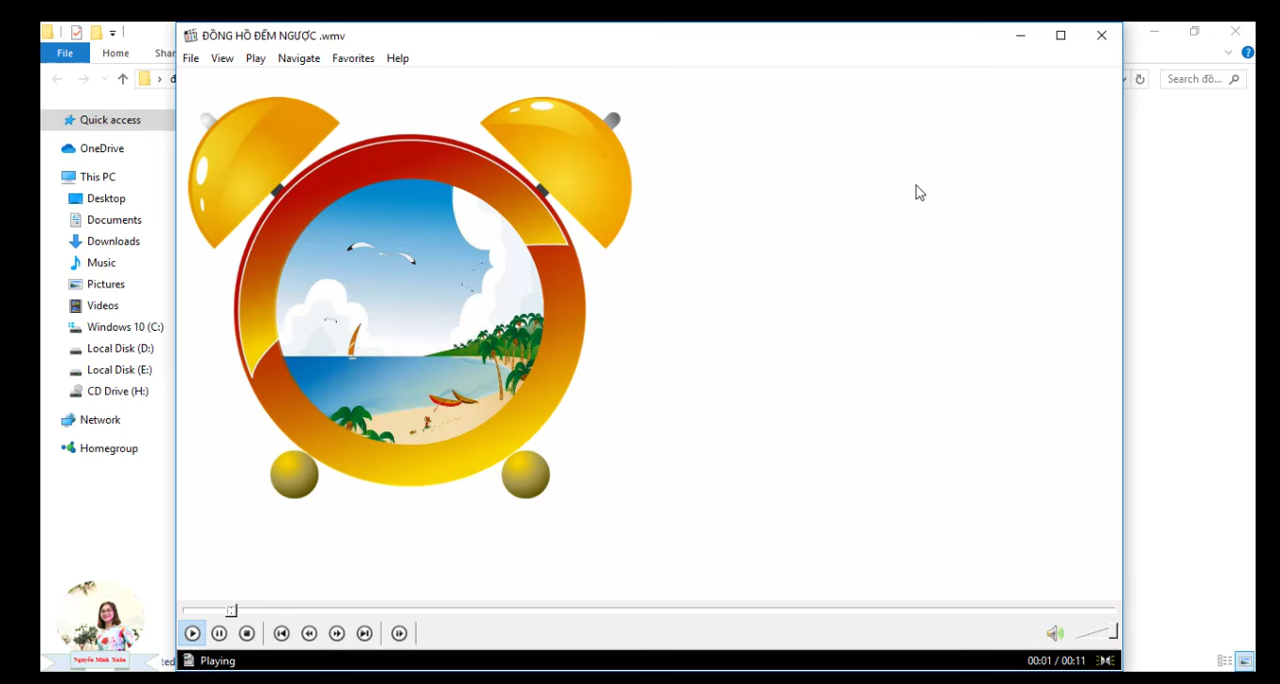 ĐỒNG HỒ ĐẾM NGƯỢC .wmv
File View Play Navigate Favorites Help
File Home Shar
Search đồ...
Quick access
OneDrive
This PC
Desktop
Documents
Downloads
Music
Pictures
Videos
Windows 10 (C:)
Local Disk (D:)
Local Disk (E:)
CD Drive (H:)
Network
Homegroup
Nguyễn Minh Xuân
Playing
00:01 / 00:11